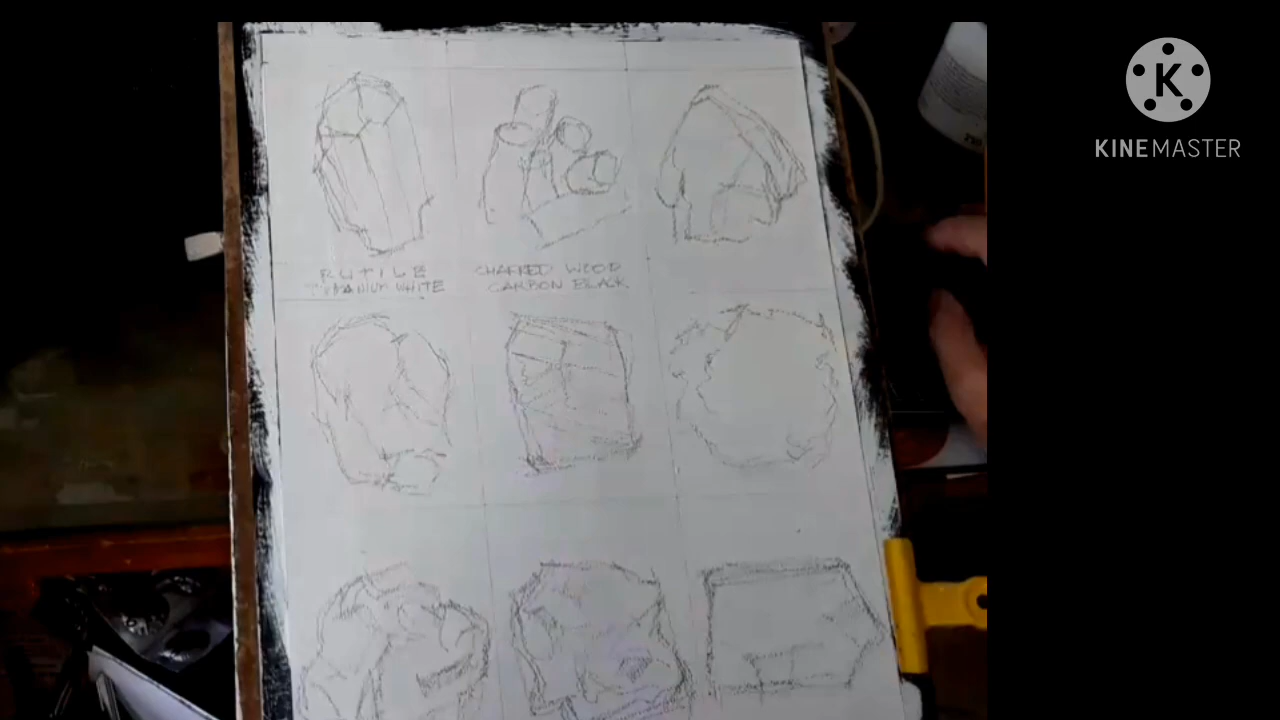 RUTILE
TITANIUM WHITE
CHARRED WOOD
CARBON BLACK
KINEMASTER